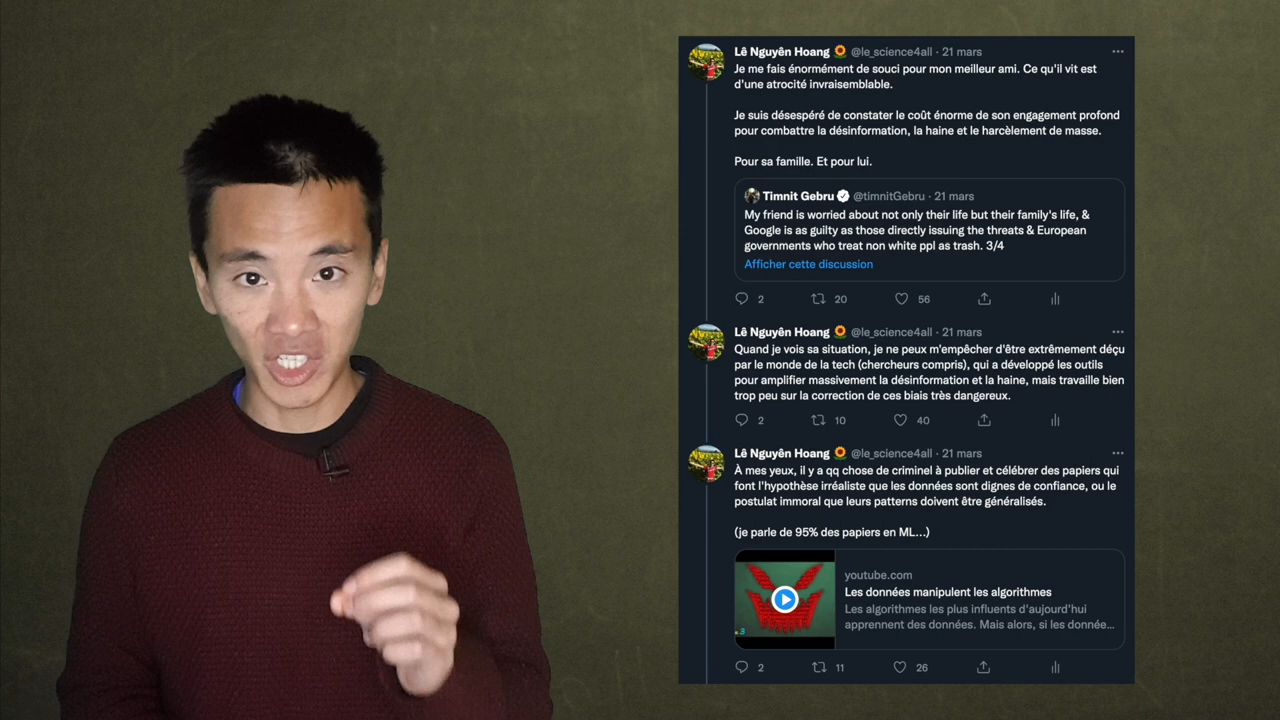 Lê Nguyên Hoang 🌻 @le_science4all · 21 mars
Je me fais énormément de souci pour mon meilleur ami. Ce qu'il vit est
d'une atrocité invraisemblable.
Je suis désespéré de constater le coût énorme de son engagement profond
pour combattre la désinformation, la haine et le harcèlement de masse.
Pour sa famille. Et pour lui.
Timnit Gebru @timnitGebru · 21 mars
My friend is worried about not only their life but their family's life, &
Google is as guilty as those directly issuing the threats & European
governments who treat non white ppl as trash. 3/4
Afficher cette discussion
2 20 56
Lê Nguyên Hoang 🌻 @le_science4all · 21 mars
Quand je vois sa situation, je ne peux m'empêcher d'être extrêmement déçu
par le monde de la tech (chercheurs compris), qui a développé les outils
pour amplifier massivement la désinformation et la haine, mais travaille bien
trop peu sur la correction de ces biais très dangereux.
2 10 40
Lê Nguyên Hoang 🌻 @le_science4all · 21 mars
À mes yeux, il y a qq chose de criminel à publier et célébrer des papiers qui
font l'hypothèse irréaliste que les données sont dignes de confiance, ou le
postulat immoral que leurs patterns doivent être généralisés.
(je parle de 95% des papiers en ML...)
youtube.com
Les données manipulent les algorithmes
Les algorithmes les plus influents d'aujourd'hui
apprennent des données. Mais alors, si les donnée...
2 11 26